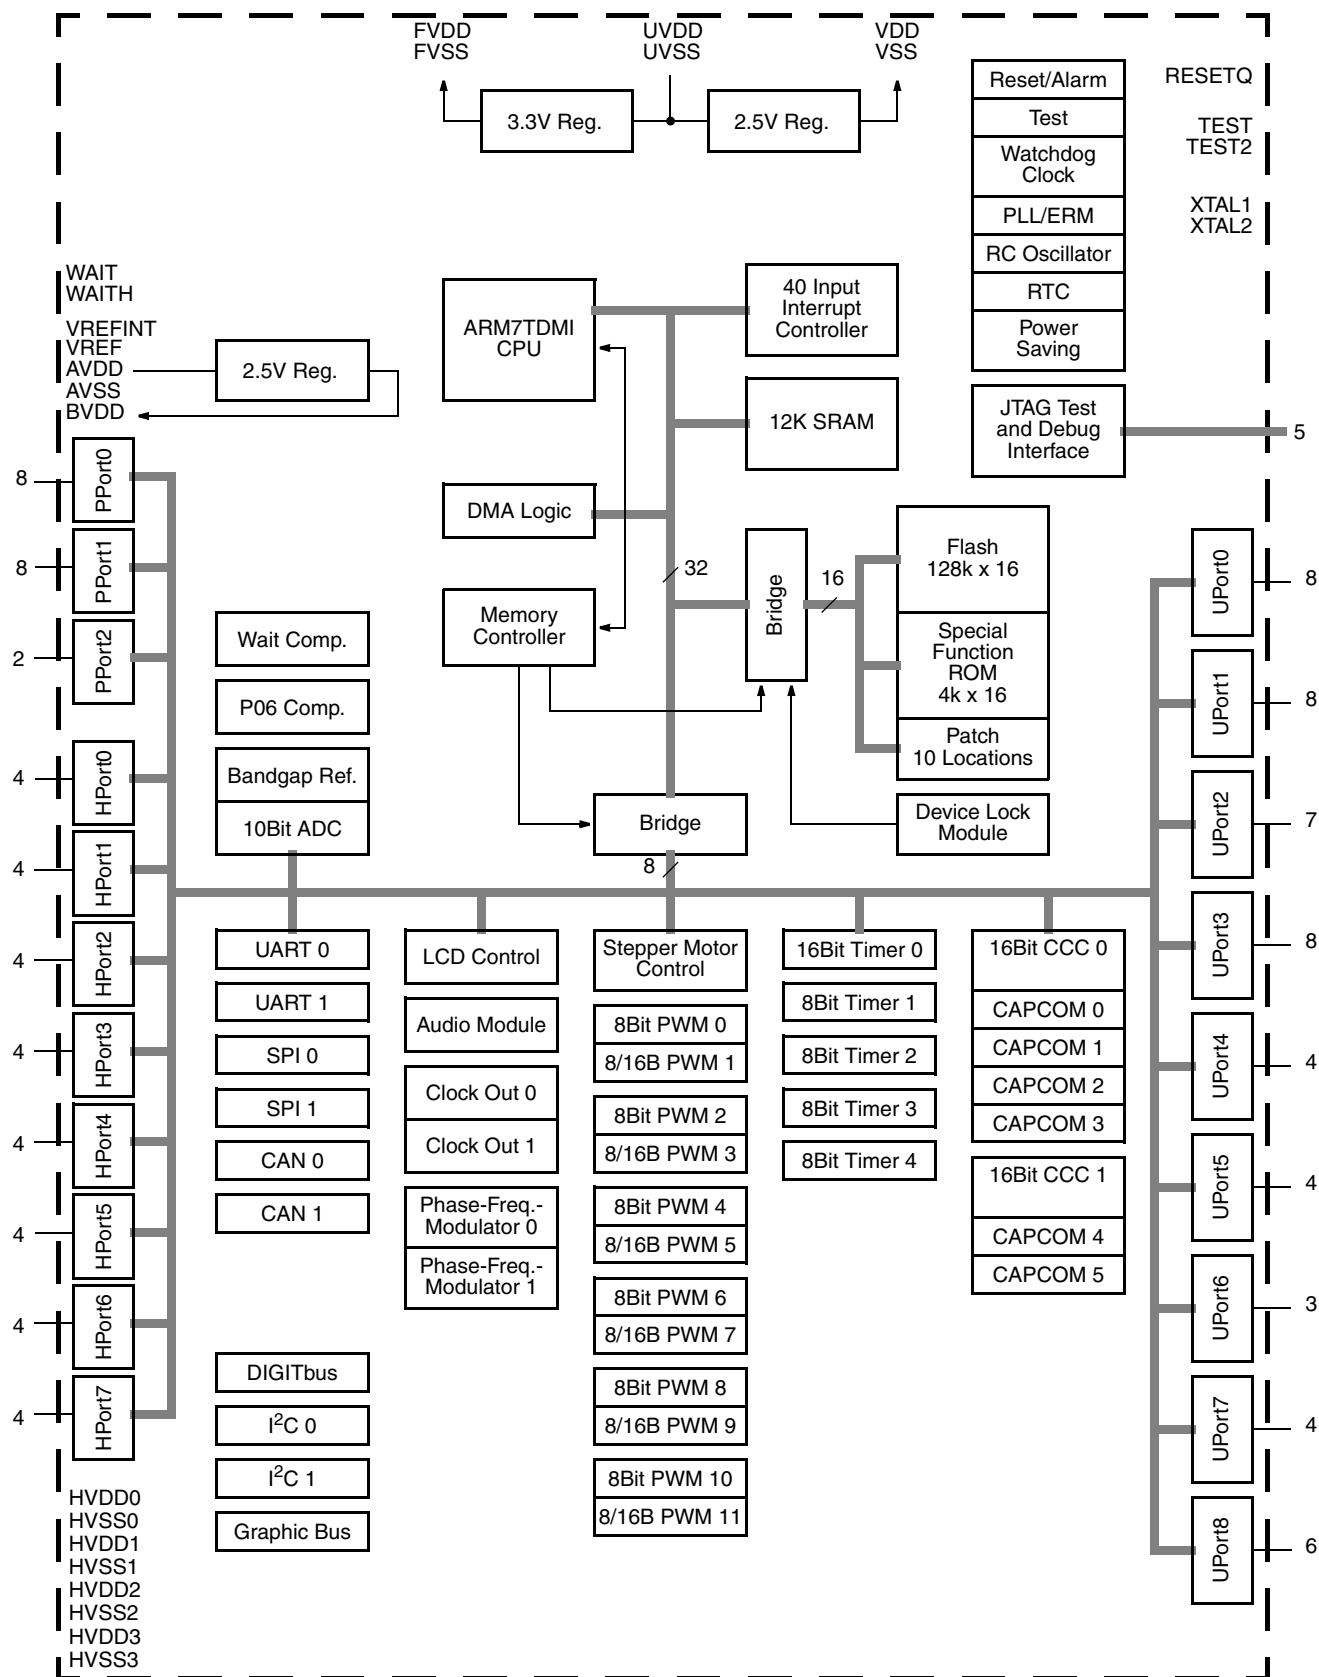 FVDD
FVSS
UVDD
UVSS
VDD
VSS
3.3V Reg.
2.5V Reg.
Reset/Alarm
Test
Watchdog
Clock
PLL/ERM
RC Oscillator
RTC
Power
Saving
RESETQ
TEST
TEST2
XTAL1
XTAL2
WAIT
WAITH
VREFINT
VREF
AVDD
AVSS
BVDD
2.5V Reg.
ARM7TDMI
CPU
40 Input
Interrupt
Controller
12K SRAM
JTAG Test
and Debug
Interface
5
DMA Logic
32
Memory
Controller
Bridge
16
Flash
128k x 16
Special
Function
ROM
4k x 16
Patch
10 Locations
Device Lock
Module
Bridge
8
8
PPort0
8
PPort1
2
PPort2
4
HPort0
4
HPort1
4
HPort2
4
HPort3
4
HPort4
4
HPort5
4
HPort6
4
HPort7
HVDD0
HVSS0
HVDD1
HVSS1
HVDD2
HVSS2
HVDD3
HVSS3
Wait Comp.
P06 Comp.
Bandgap Ref.
10Bit ADC
UART 0
UART 1
SPI 0
SPI 1
CAN 0
CAN 1
DIGITbus
I²C 0
I²C 1
Graphic Bus
LCD Control
Audio Module
Clock Out 0
Clock Out 1
Phase-Freq.-
Modulator 0
Phase-Freq.-
Modulator 1
Stepper Motor
Control
8Bit PWM 0
8/16B PWM 1
8Bit PWM 2
8/16B PWM 3
8Bit PWM 4
8/16B PWM 5
8Bit PWM 6
8/16B PWM 7
8Bit PWM 8
8/16B PWM 9
8Bit PWM 10
8/16B PWM 11
16Bit Timer 0
8Bit Timer 1
8Bit Timer 2
8Bit Timer 3
8Bit Timer 4
16Bit CCC 0
CAPCOM 0
CAPCOM 1
CAPCOM 2
CAPCOM 3
16Bit CCC 1
CAPCOM 4
CAPCOM 5
UPort0
8
UPort1
8
UPort2
7
UPort3
8
UPort4
4
UPort5
4
UPort6
3
UPort7
4
UPort8
6